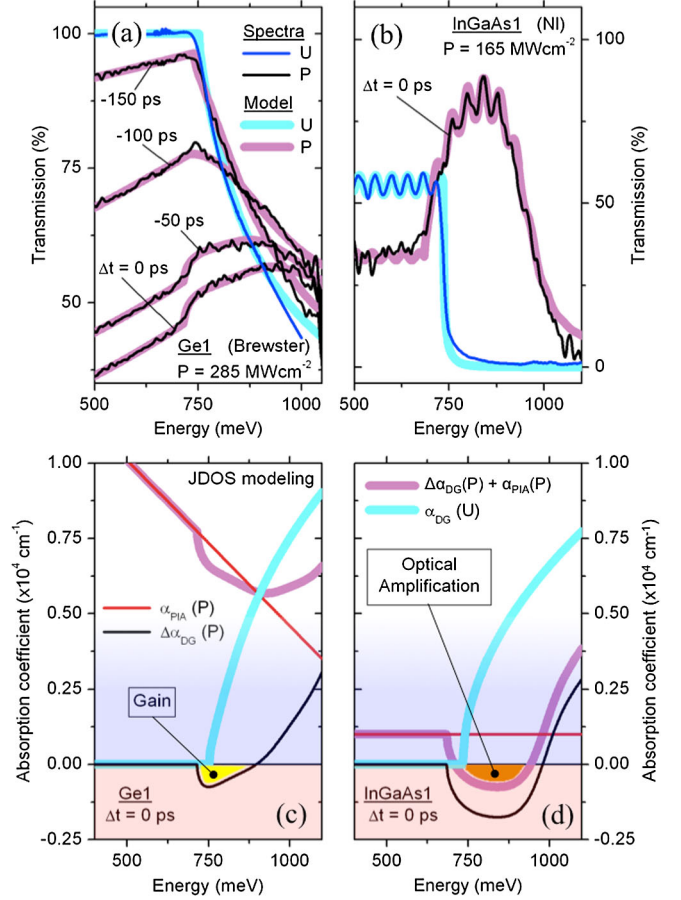 (a)
Spectra
U
P
Model
U
P
-150 ps
-100 ps
-50 ps
Δt = 0 ps
Ge1 (Brewster)
P = 285 MWcm-2
100
75
50
Transmission (%)
500 750 1000
Energy (meV)
(b)
InGaAs1 (NI)
P = 165 MWcm-2
Δt = 0 ps
100
50
0
Transmission (%)
500 750 1000
Energy (meV)
JDOS modeling
αPIA (P)
ΔαDG (P)
Gain
Ge1
Δt = 0 ps
(c)
1.00
0.75
0.50
0.25
0.00
-0.25
Absorption coefficient (x10⁴ cm⁻¹)
500 750 1000
Energy (meV)
ΔαDG(P) + αPIA(P)
αDG (U)
Optical
Amplification
InGaAs1
Δt = 0 ps
(d)
1.00
0.75
0.50
0.25
0.00
-0.25
Absorption coefficient (x10⁴ cm⁻¹)
500 750 1000
Energy (meV)